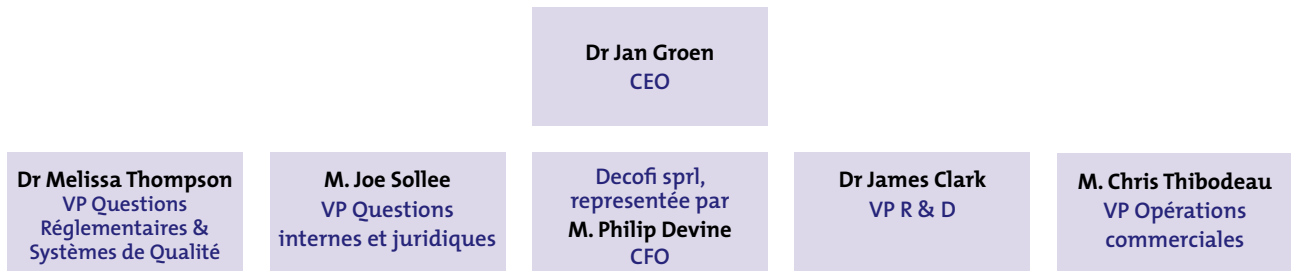 Dr Jan Groen
CEO
Dr Melissa Thompson
VP Questions
Réglementaires &
Systèmes de Qualité
M. Joe Sollee
VP Questions
internes et juridiques
Decofi sprl,
representée par
M. Philip Devine
CFO
Dr James Clark
VP R & D
M. Chris Thibodeau
VP Opérations
commerciales